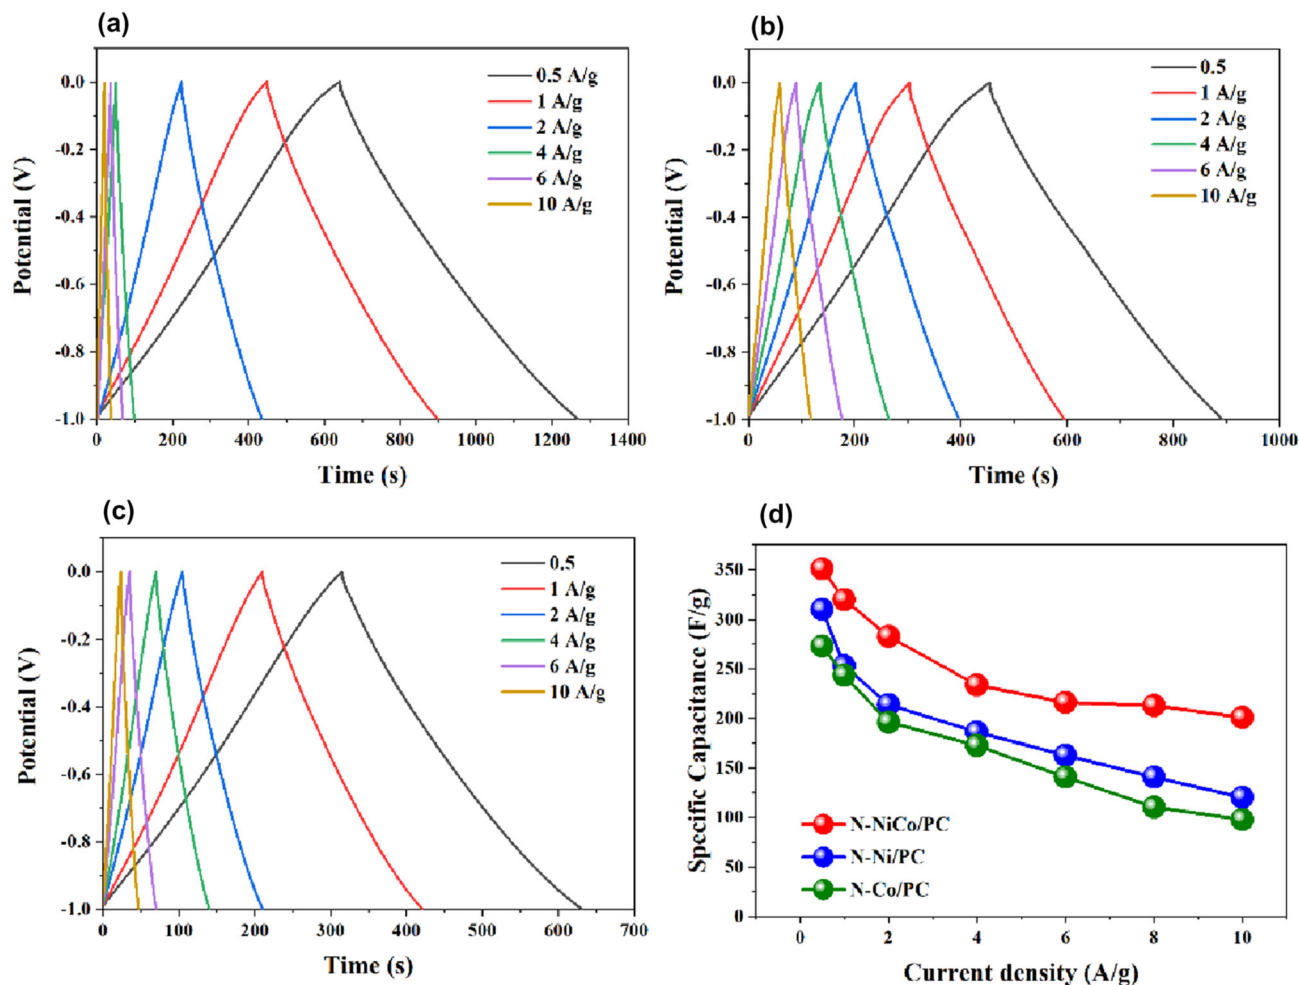 (a)
0.0
-0.2
-0.4
-0.6
-0.8
-1.0
Potential (V)
0.5 A/g
1 A/g
2 A/g
4 A/g
6 A/g
10 A/g
0 200 400 600 800 1000 1200 1400
Time (s)
(b)
0.0
-0.2
-0.4
-0.6
-0.8
-1.0
Potential (V)
0.5
1 A/g
2 A/g
4 A/g
6 A/g
10 A/g
0 200 400 600 800 1000
Time (s)
(c)
0.0
-0.2
-0.4
-0.6
-0.8
-1.0
Potential (V)
0.5
1 A/g
2 A/g
4 A/g
6 A/g
10 A/g
0 100 200 300 400 500 600 700
Time (s)
(d)
350
300
250
200
150
100
50
0
Specific Capacitance (F/g)
N-NiCo/PC
N-Ni/PC
N-Co/PC
0 2 4 6 8 10
Current density (A/g)